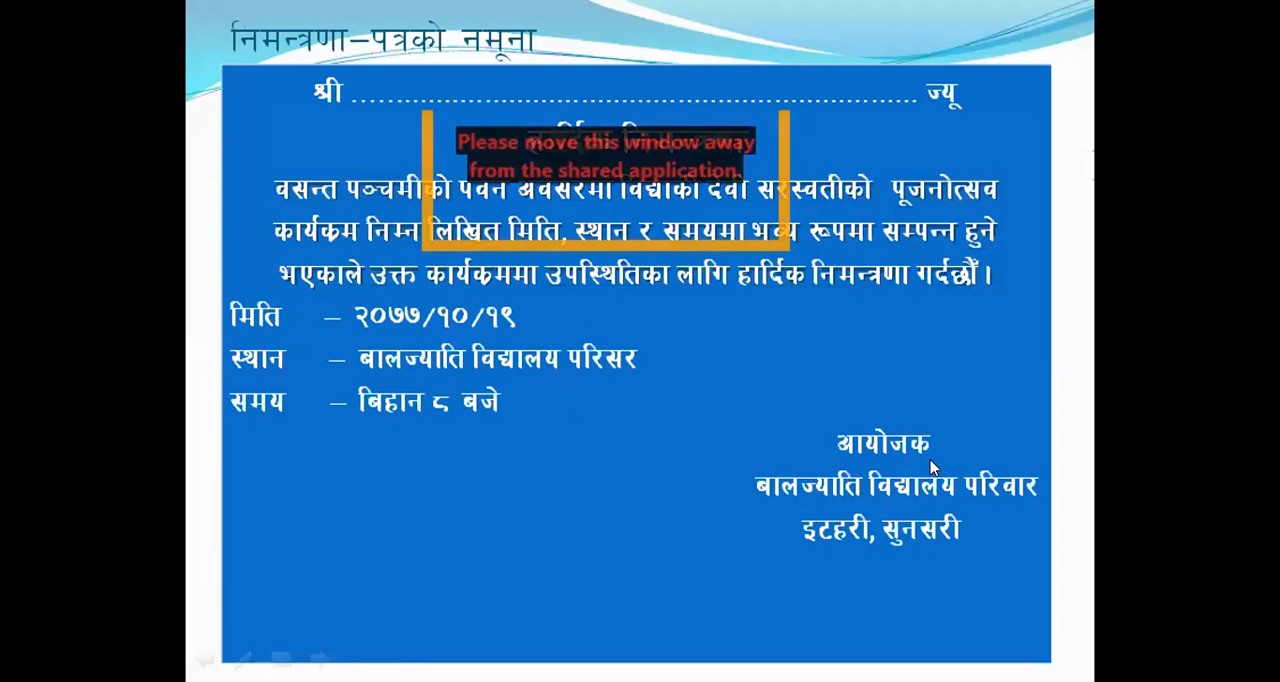 निमन्त्रणा–पत्रको नमूना
श्री ................................................................ ज्यू
Please move this window away
from the shared application.
वसन्त पञ्चमीको पवन अवसरमा विद्याकी देवी सरस्वतीको पूजनोत्सव
कार्यक्रम निम्न लिखित मिति, स्थान र समयमा भव्य रूपमा सम्पन्न हुने
भएकाले उक्त कार्यक्रममा उपस्थितिका लागि हार्दिक निमन्त्रणा गर्दछौँ ।
मिति – २०७७/१०/१९
स्थान – बालज्याति विद्यालय परिसर
समय – बिहान ८ बजे
आयोजक
बालज्याति विद्यालय परिवार
इटहरी, सुनसरी